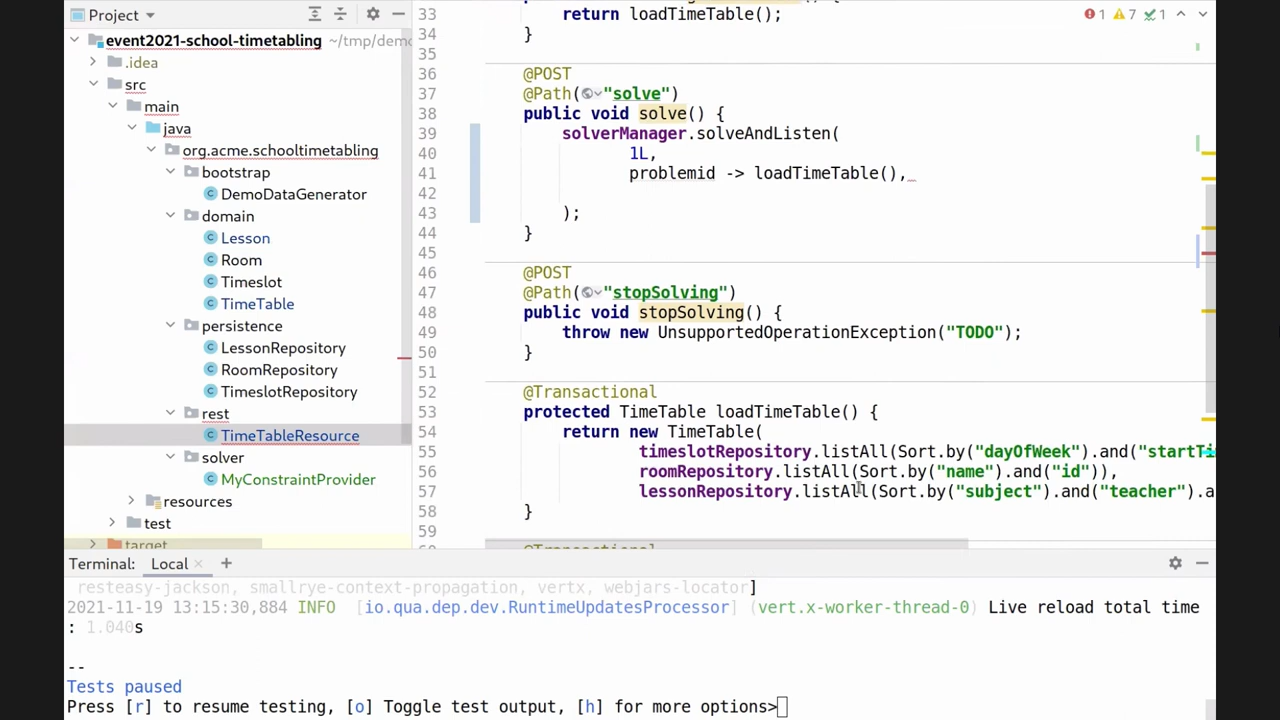 Project
event2021-school-timetabling ~/tmp/demo
.idea
src
main
java
org.acme.schooltimetabling
bootstrap
DemoDataGenerator
domain
Lesson
Room
Timeslot
TimeTable
persistence
LessonRepository
RoomRepository
TimeslotRepository
rest
TimeTableResource
solver
MyConstraintProvider
resources
test
target
1 7 1
33 return loadTimeTable();
34 }
35
36 @POST
37 @Path("solve")
38 public void solve() {
39 solverManager.solveAndListen(
40 1L,
41 problemid -> loadTimeTable(),_
42
43 );
44 }
45
46 @POST
47 @Path("stopSolving")
48 public void stopSolving() {
49 throw new UnsupportedOperationException("TODO");
50 }
51
52 @Transactional
53 protected TimeTable loadTimeTable() {
54 return new TimeTable(
55 timeslotRepository.listAll(Sort.by("dayOfWeek").and("startTi
56 roomRepository.listAll(Sort.by("name").and("id")),
57 lessonRepository.listAll(Sort.by("subject").and("teacher").a
58 }
59
Terminal: Local × +
resteasy-jackson, smallrye-context-propagation, vertx, webjars-locator]
2021-11-19 13:15:30,884 INFO [io.qua.dep.dev.RuntimeUpdatesProcessor] (vert.x-worker-thread-0) Live reload total time
: 1.040s
--
Tests paused
Press [r] to resume testing, [o] Toggle test output, [h] for more options>